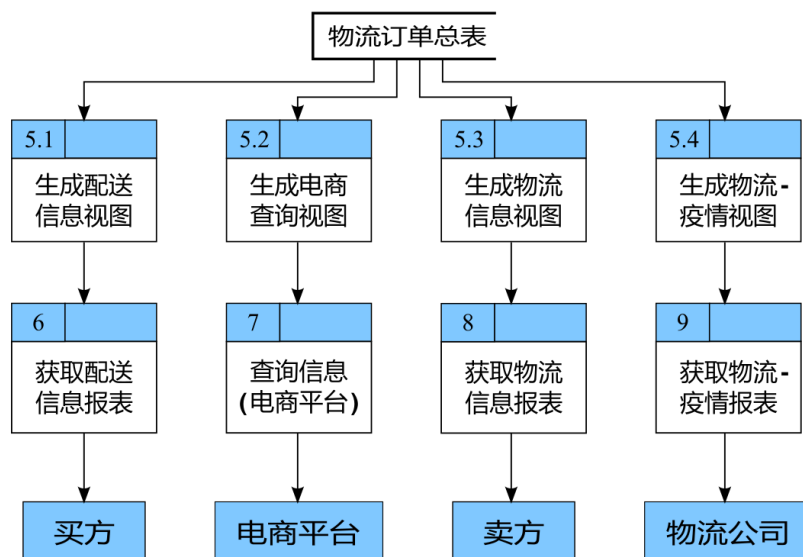 物流订单总表
5.1
5.2
5.3
5.4
生成配送
信息视图
生成电商
查询视图
生成物流
信息视图
生成物流-
疫情视图
6
7
8
9
获取配送
信息报表
查询信息
(电商平台)
获取物流
信息报表
获取物流-
疫情报表
买方
电商平台
卖方
物流公司